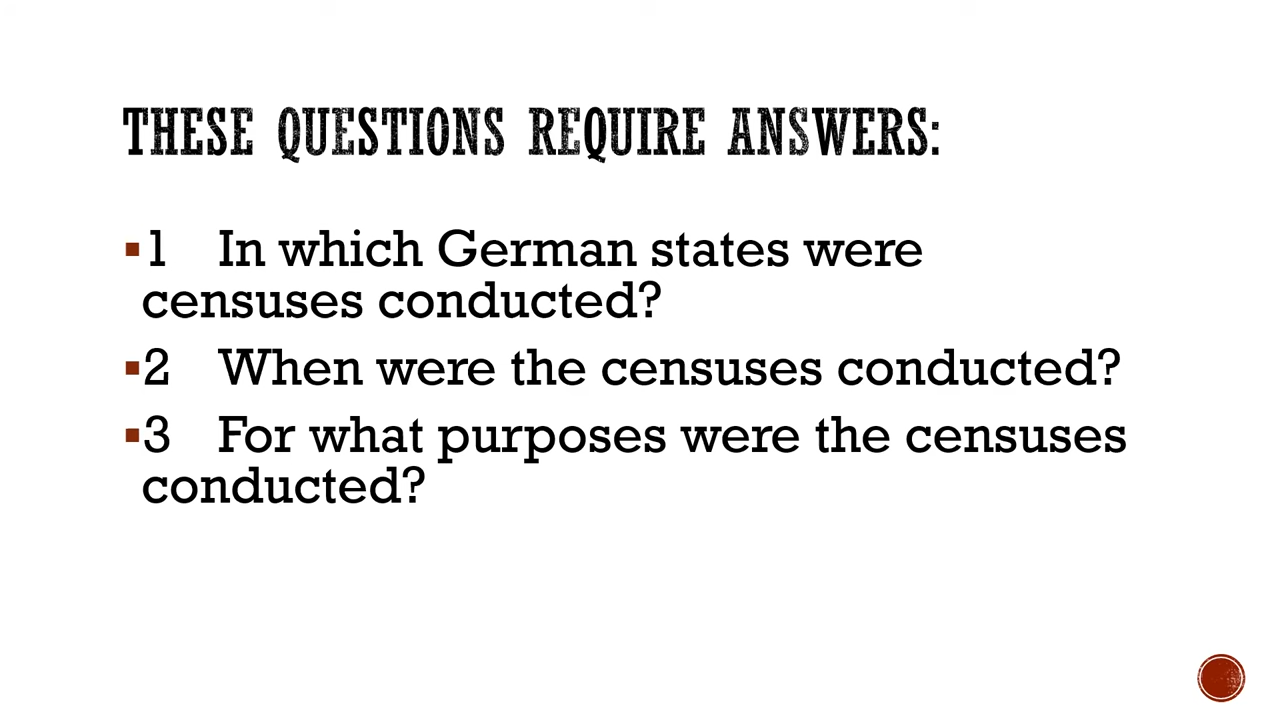 THESE QUESTIONS REQUIRE ANSWERS:
▪1 In which German states were
censuses conducted?
▪2 When were the censuses conducted?
▪3 For what purposes were the censuses
conducted?